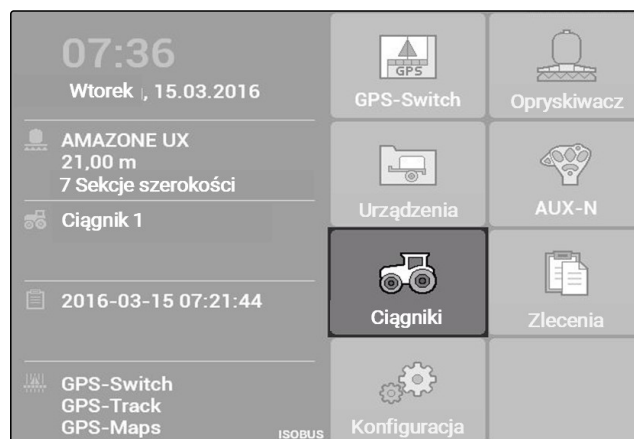 07:36
Wtorek , 15.03.2016
AMAZONE UX
21,00 m
7 Sekcje szerokości
Ciągnik 1
2016-03-15 07:21:44
GPS-Switch
GPS-Track
GPS-Maps
ISOBUS
GPS
GPS-Switch
Opryskiwacz
Urządzenia
AUX-N
Ciągniki
Zlecenia
Konfiguracja